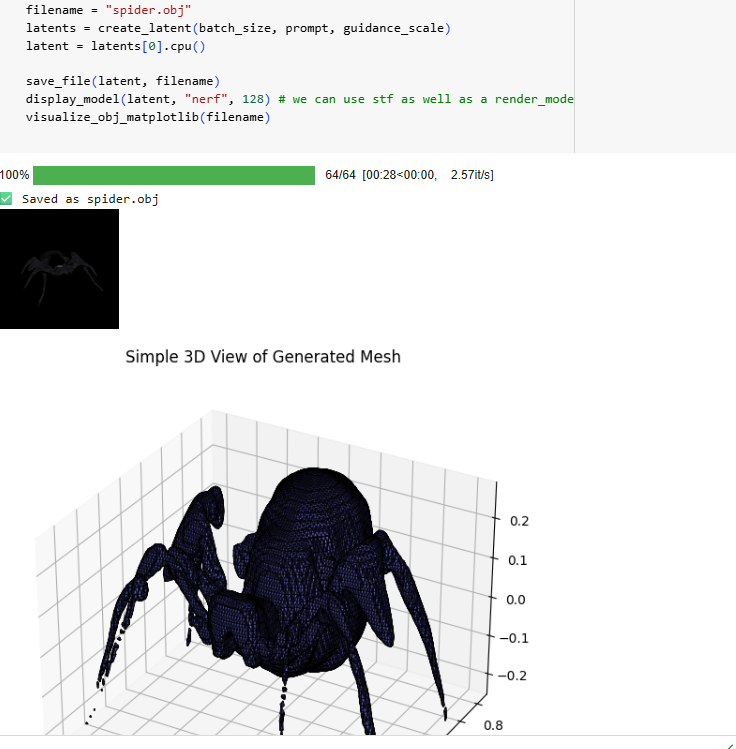 filename = "spider.obj"
latents = create_latent(batch_size, prompt, guidance_scale)
latent = latents[0].cpu()
save_file(latent, filename)
display_model(latent, "nerf", 128) # we can use stf as well as a render_mode
visualize_obj_matplotlib(filename)
100% 64/64 [00:28<00:00, 2.57it/s]
✅ Saved as spider.obj
Simple 3D View of Generated Mesh
0.2
0.1
0.0
−0.1
−0.2
0.8